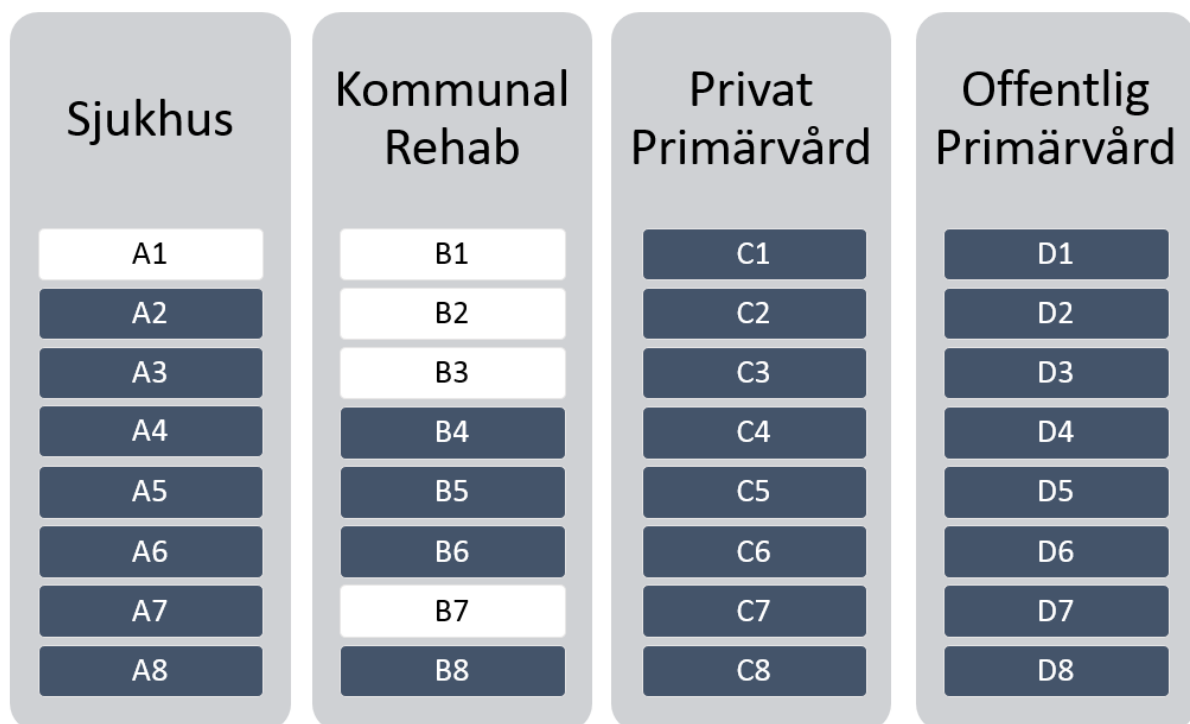 Sjukhus
A1
A2
A3
A4
A5
A6
A7
A8
Kommunal
Rehab
B1
B2
B3
B4
B5
B6
B7
B8
Privat
Primärvård
C1
C2
C3
C4
C5
C6
C7
C8
Offentlig
Primärvård
D1
D2
D3
D4
D5
D6
D7
D8